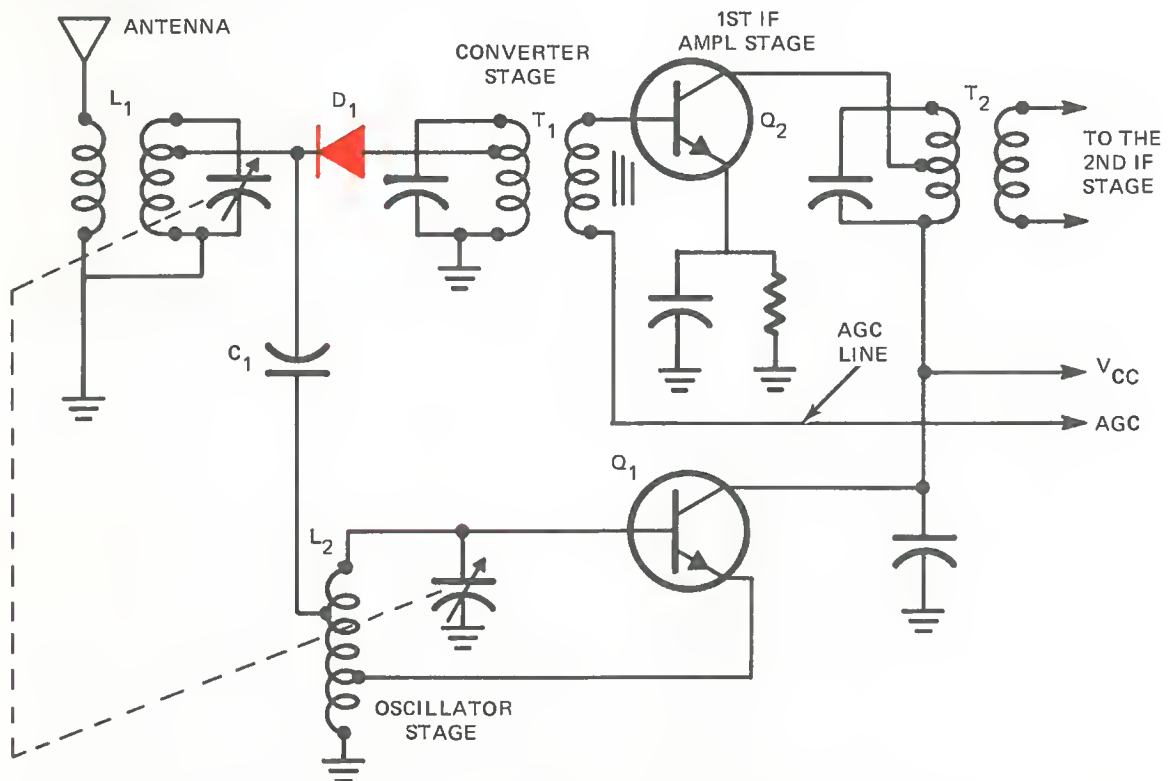 ANTENNA
1ST IF
AMPL STAGE
CONVERTER
STAGE
L1
D1
T1
Q2
T2
TO THE
2ND IF
STAGE
C1
AGC
LINE
VCC
AGC
Q1
L2
OSCILLATOR
STAGE